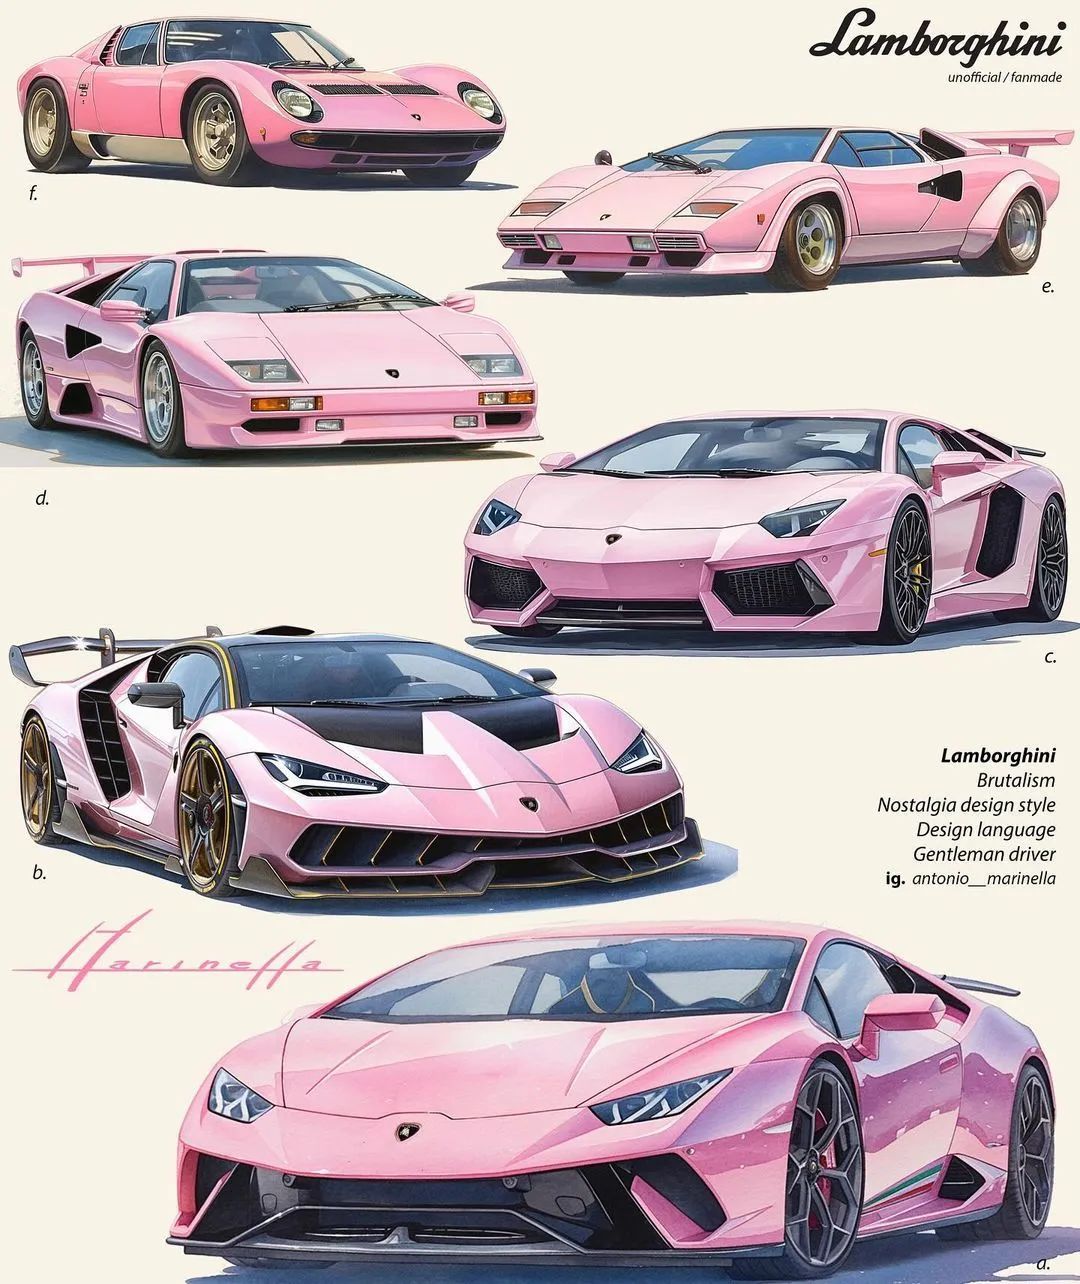 Lamborghini
unofficial / fanmade
f.
e.
d.
c.
Lamborghini
Brutalism
Nostalgia design style
Design language
Gentleman driver
ig. antonio__marinella
b.
Marinella
a.